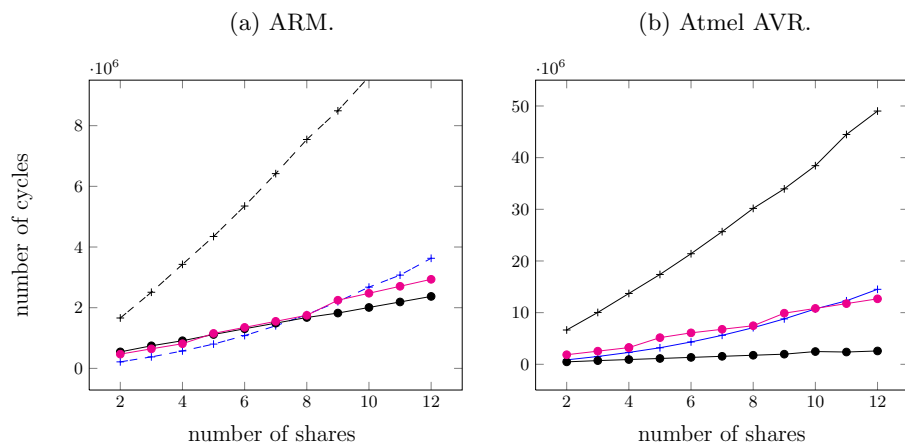 (a) ARM.
(b) Atmel AVR.
·10⁶
8
6
4
2
0
2 4 6 8 10 12
number of shares
number of cycles
·10⁶
50
40
30
20
10
0
2 4 6 8 10 12
number of shares